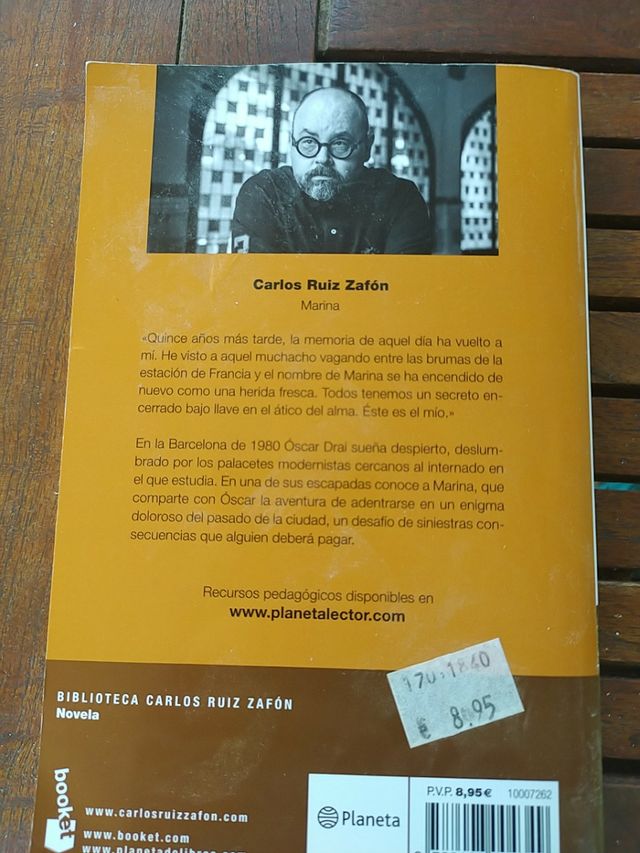 Carlos Ruiz Zafón
Marina
«Quince años más tarde, la memoria de aquel día ha vuelto a
mí. He visto a aquel muchacho vagando entre las brumas de la
estación de Francia y el nombre de Marina se ha encendido de
nuevo como una herida fresca. Todos tenemos un secreto en-
cerrado bajo llave en el ático del alma. Éste es el mío.»
En la Barcelona de 1980 Óscar Drai sueña despierto, deslum-
brado por los palacetes modernistas cercanos al internado en
el que estudia. En una de sus escapadas conoce a Marina, que
comparte con Óscar la aventura de adentrarse en un enigma
doloroso del pasado de la ciudad, un desafío de siniestras con-
secuencias que alguien deberá pagar.
Recursos pedagógicos disponibles en
www.planetalector.com
170:1840
€ 8.95
BIBLIOTECA CARLOS RUIZ ZAFÓN
Novela
booket
www.carlosruizzafon.com
www.booket.com
www.planetadelibros.com
Planeta
P.V.P. 8,95 € 10007262